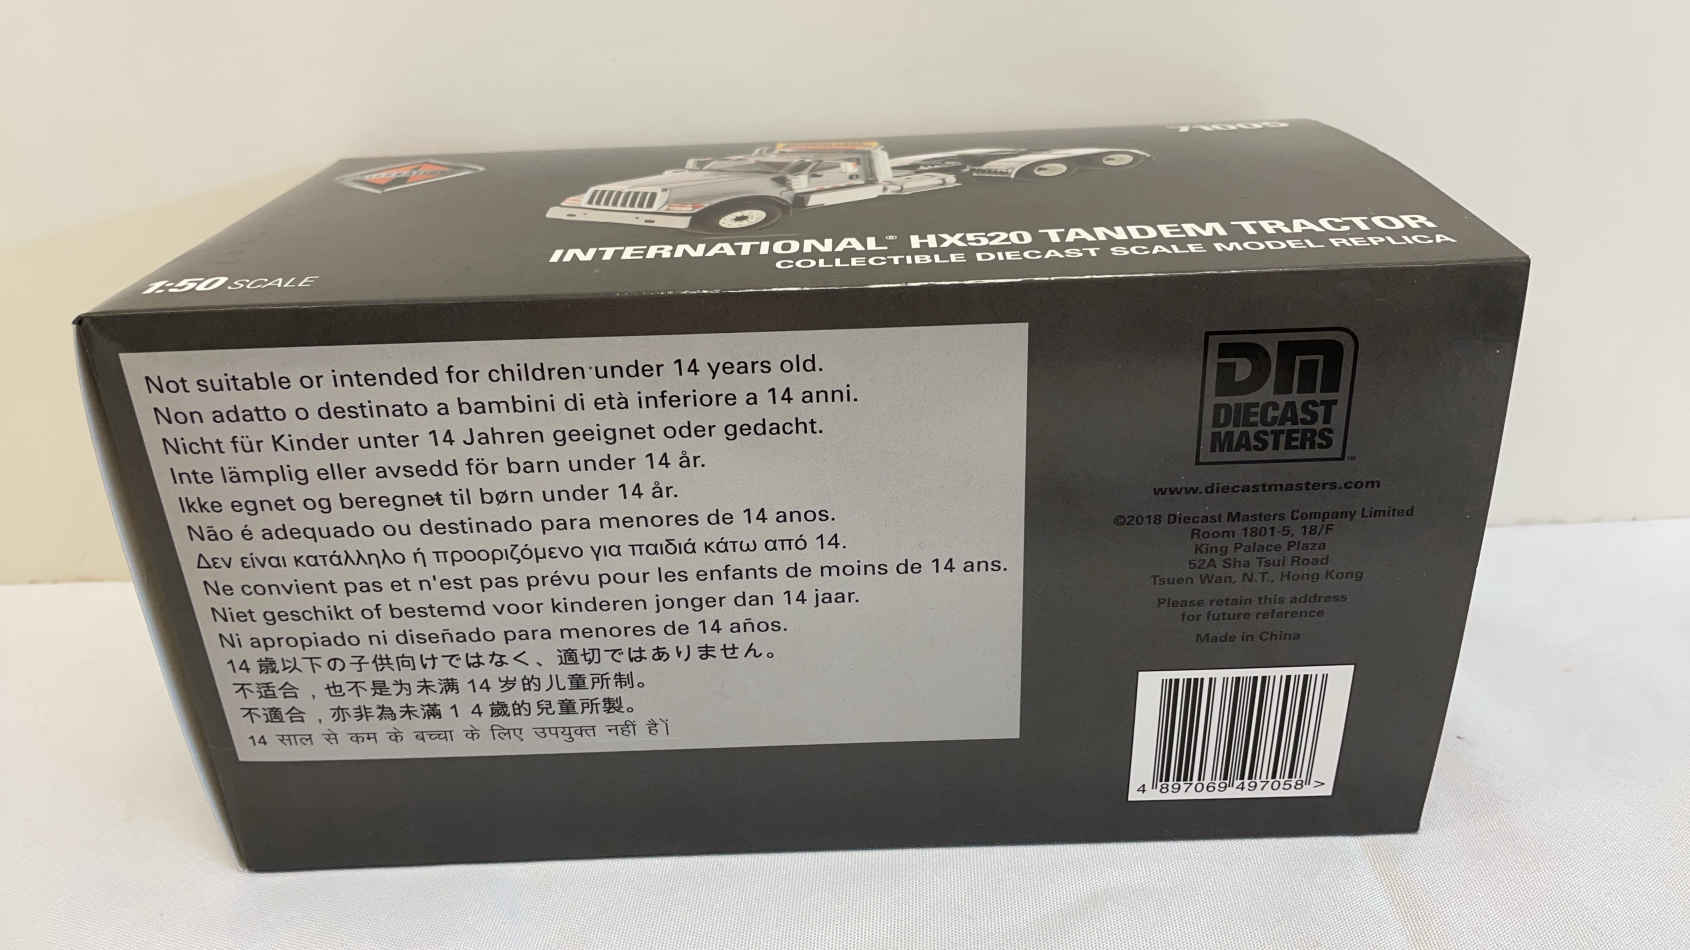 71005
INTERNATIONAL® HX520 TANDEM TRACTOR
COLLECTIBLE DIECAST SCALE MODEL REPLICA
1:50 SCALE
Not suitable or intended for children under 14 years old.
Non adatto o destinato a bambini di età inferiore a 14 anni.
Nicht für Kinder unter 14 Jahren geeignet oder gedacht.
Inte lämplig eller avsedd för barn under 14 år.
Ikke egnet og beregnet til børn under 14 år.
Não é adequado ou destinado para menores de 14 anos.
Δεν είναι κατάλληλο ή προοριζόμενο για παιδιά κάτω από 14.
Ne convient pas et n'est pas prévu pour les enfants de moins de 14 ans.
Niet geschikt of bestemd voor kinderen jonger dan 14 jaar.
Ni apropiado ni diseñado para menores de 14 años.
14 歳以下の子供向けではなく、適切ではありません。
不适合，也不是为未满 14 岁的儿童所制。
不適合，亦非為未滿 1 4 歲的兒童所製。
14 साल से कम के बच्चा के लिए उपयुक्त नहीं है।
DM
DIECAST
MASTERS
™
www.diecastmasters.com
©2018 Diecast Masters Company Limited
Room 1801-5, 18/F
King Palace Plaza
52A Sha Tsui Road
Tsuen Wan, N.T., Hong Kong
Please retain this address
for future reference
Made in China
4 897069 497058 >